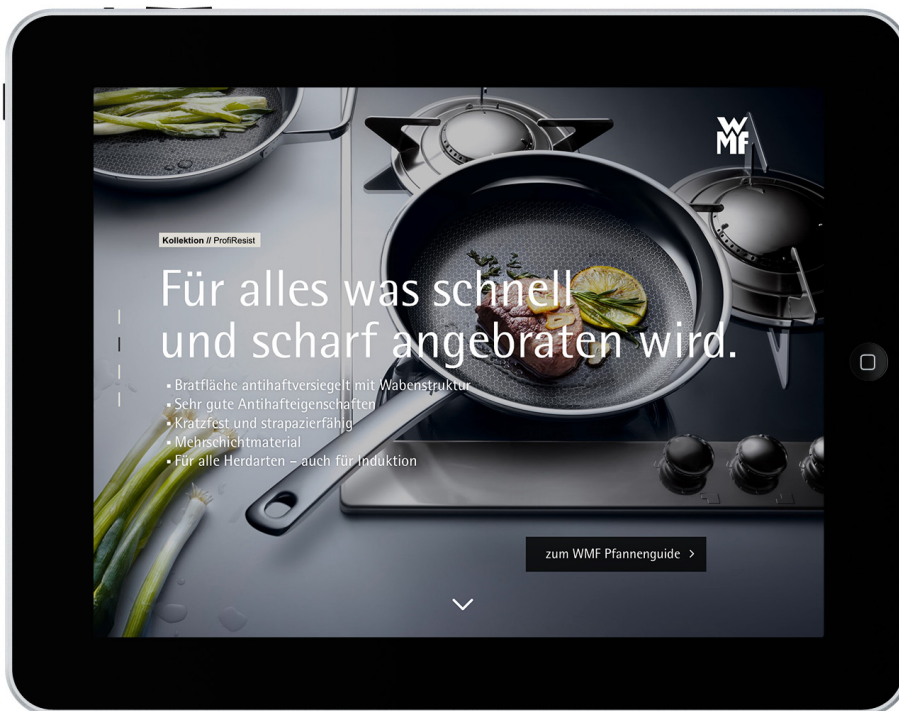 WMF
Kollektion // ProfiResist
Für alles was schnell
und scharf angebraten wird.
▪ Bratfläche antihaftversiegelt mit Wabenstruktur
▪ Sehr gute Antihafteigenschaften
▪ Kratzfest und strapazierfähig
▪ Mehrschichtmaterial
▪ Für alle Herdarten – auch für Induktion
zum WMF Pfannenguide >